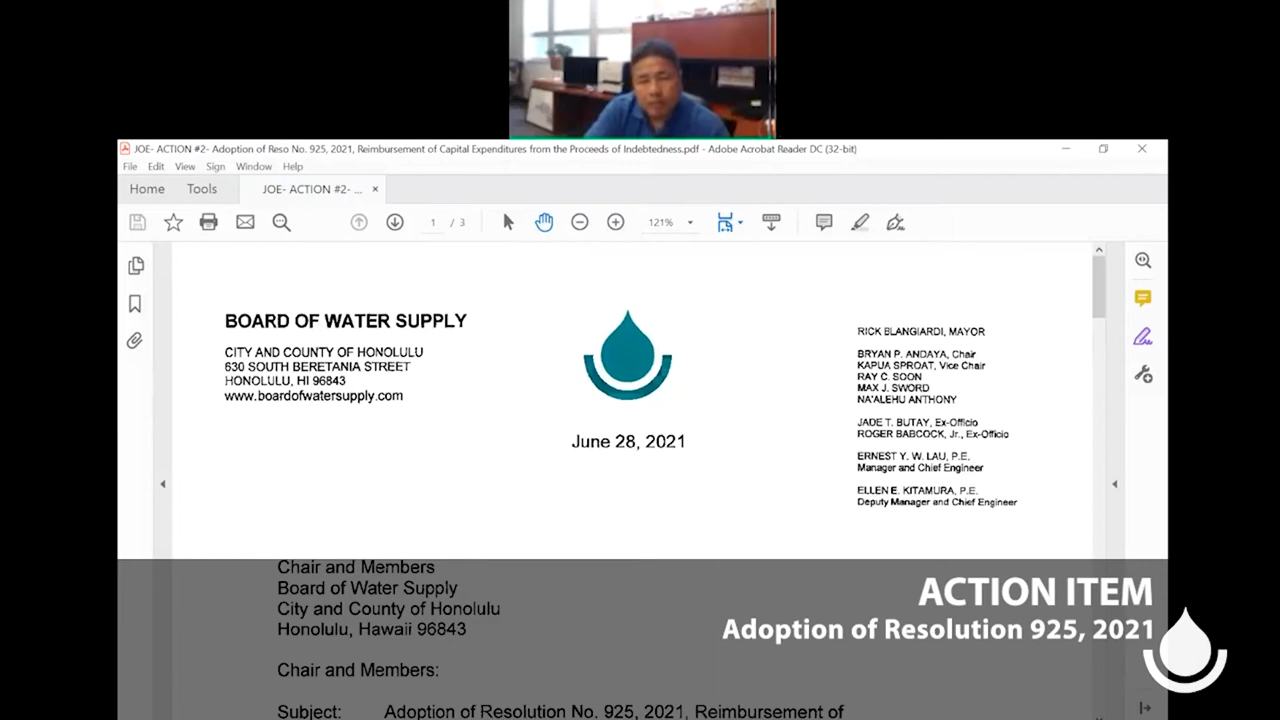 JOE- ACTION #2- Adoption of Reso No. 925, 2021, Reimbursement of Capital Expenditures from the Proceeds of Indebtedness.pdf - Adobe Acrobat Reader DC (32-bit)
File Edit View Sign Window Help
Home Tools JOE- ACTION #2- ... ×
1 / 3 121%
BOARD OF WATER SUPPLY
CITY AND COUNTY OF HONOLULU
630 SOUTH BERETANIA STREET
HONOLULU, HI 96843
www.boardofwatersupply.com
June 28, 2021
RICK BLANGIARDI, MAYOR
BRYAN P. ANDAYA, Chair
KAPUA SPROAT, Vice Chair
RAY C. SOON
MAX J. SWORD
NA'ALEHU ANTHONY
JADE T. BUTAY, Ex-Officio
ROGER BABCOCK, Jr., Ex-Officio
ERNEST Y. W. LAU, P.E.
Manager and Chief Engineer
ELLEN E. KITAMURA, P.E.
Deputy Manager and Chief Engineer
Chair and Members
Board of Water Supply
City and County of Honolulu
Honolulu, Hawaii 96843
Chair and Members:
Subject: Adoption of Resolution No. 925, 2021, Reimbursement of
ACTION ITEM
Adoption of Resolution 925, 2021